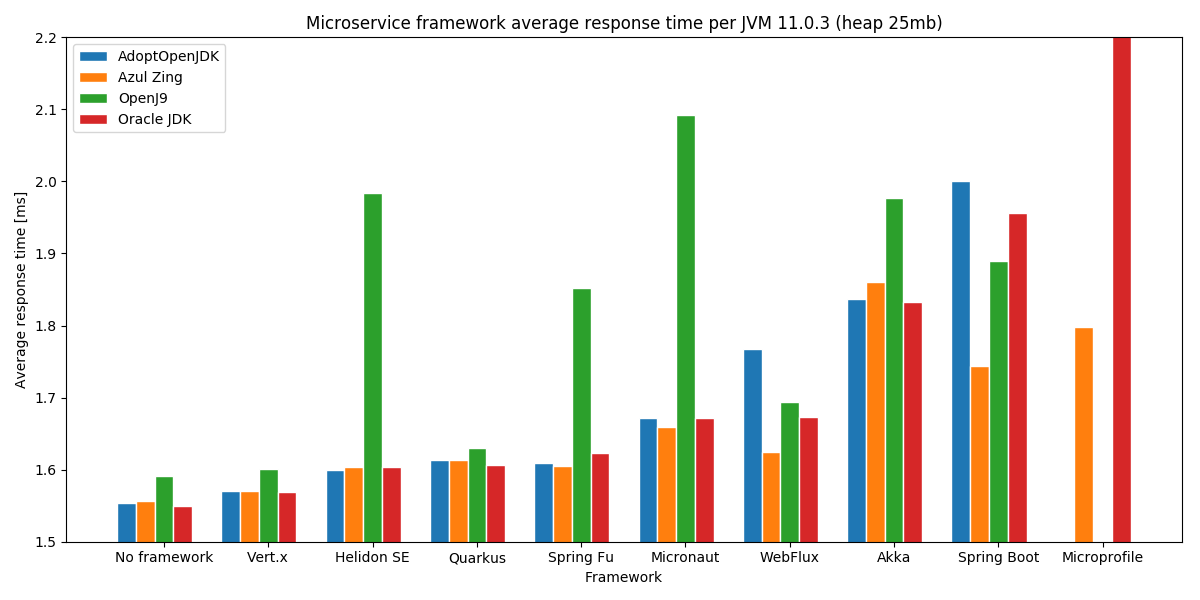 Microservice framework average response time per JVM 11.0.3 (heap 25mb)
AdoptOpenJDK
Azul Zing
OpenJ9
Oracle JDK
Average response time [ms]
2.2
2.1
2.0
1.9
1.8
1.7
1.6
1.5
No framework
Vert.x
Helidon SE
Quarkus
Spring Fu
Micronaut
WebFlux
Akka
Spring Boot
Microprofile
Framework